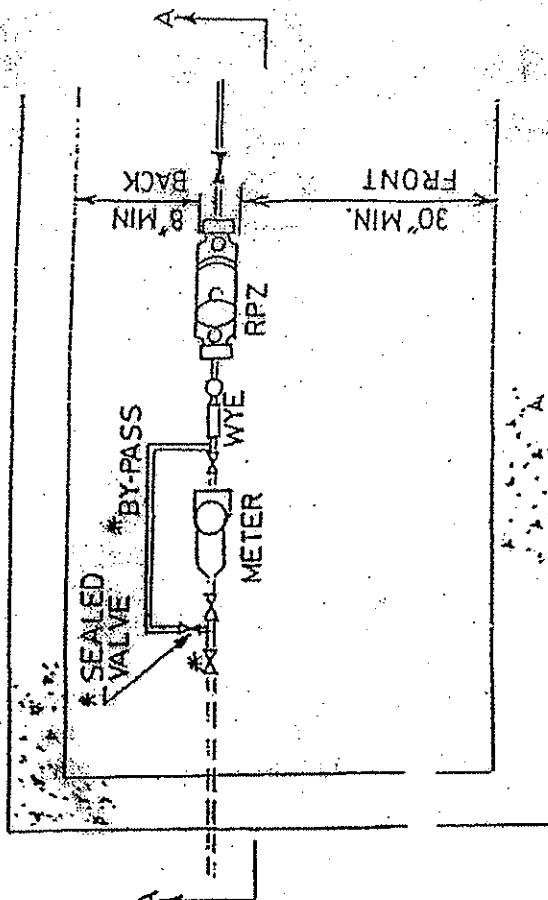 A
BACK
8" MIN
FRONT
30" MIN.
RPZ
WYE
* BY-PASS
METER
* SEALED
VALVE
*
A
A